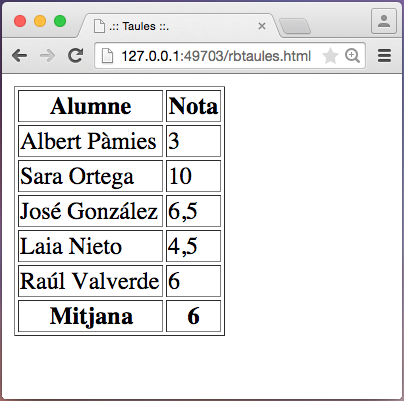 .:: Taules ::.
127.0.0.1:49703/rbtaules.html
Alumne Nota
Albert Pàmies 3
Sara Ortega 10
José González 6,5
Laia Nieto 4,5
Raúl Valverde 6
Mitjana 6